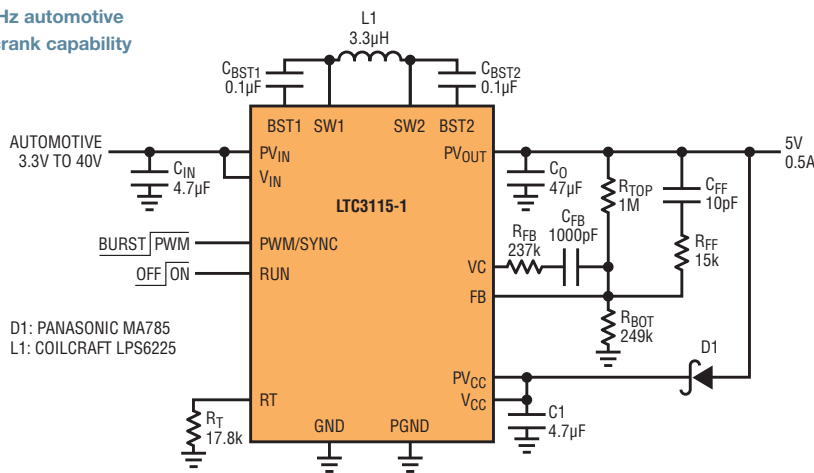 Hz automotive
rank capability
L1
3.3µH
CBST1
0.1µF
CBST2
0.1µF
BST1 SW1 SW2 BST2
AUTOMOTIVE
3.3V TO 40V
CIN
4.7µF
PVIN
VIN
PVOUT
5V
0.5A
CO
47µF
RTOP
1M
CFF
10pF
LTC3115-1
RFB
237k
CFB
1000pF
RFF
15k
BURST PWM
PWM/SYNC
OFF ON
RUN
VC
FB
RBOT
249k
D1: PANASONIC MA785
L1: COILCRAFT LPS6225
D1
PVCC
VCC
RT
RT
17.8k
GND PGND
C1
4.7µF